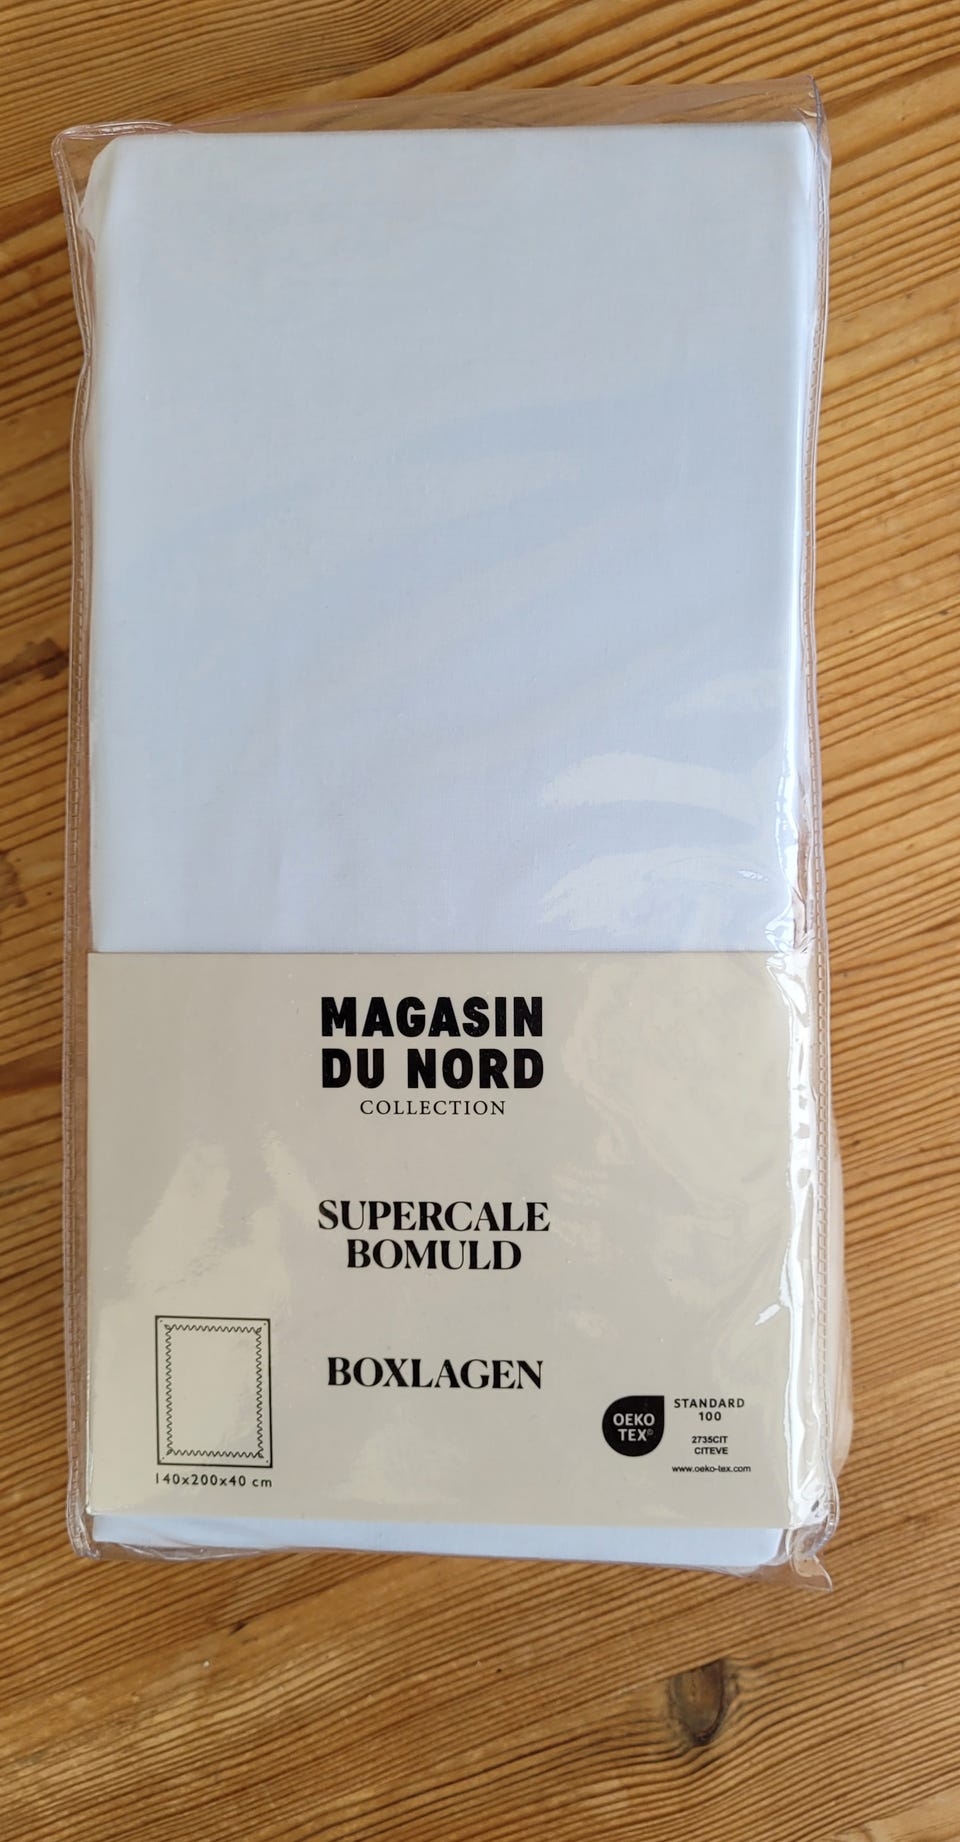 MAGASIN
DU NORD
COLLECTION
SUPERCALE
BOMULD
BOXLAGEN
140x200x40 cm
OEKO
TEX®
STANDARD
100
2735CIT
CITEVE
www.oeko-tex.com